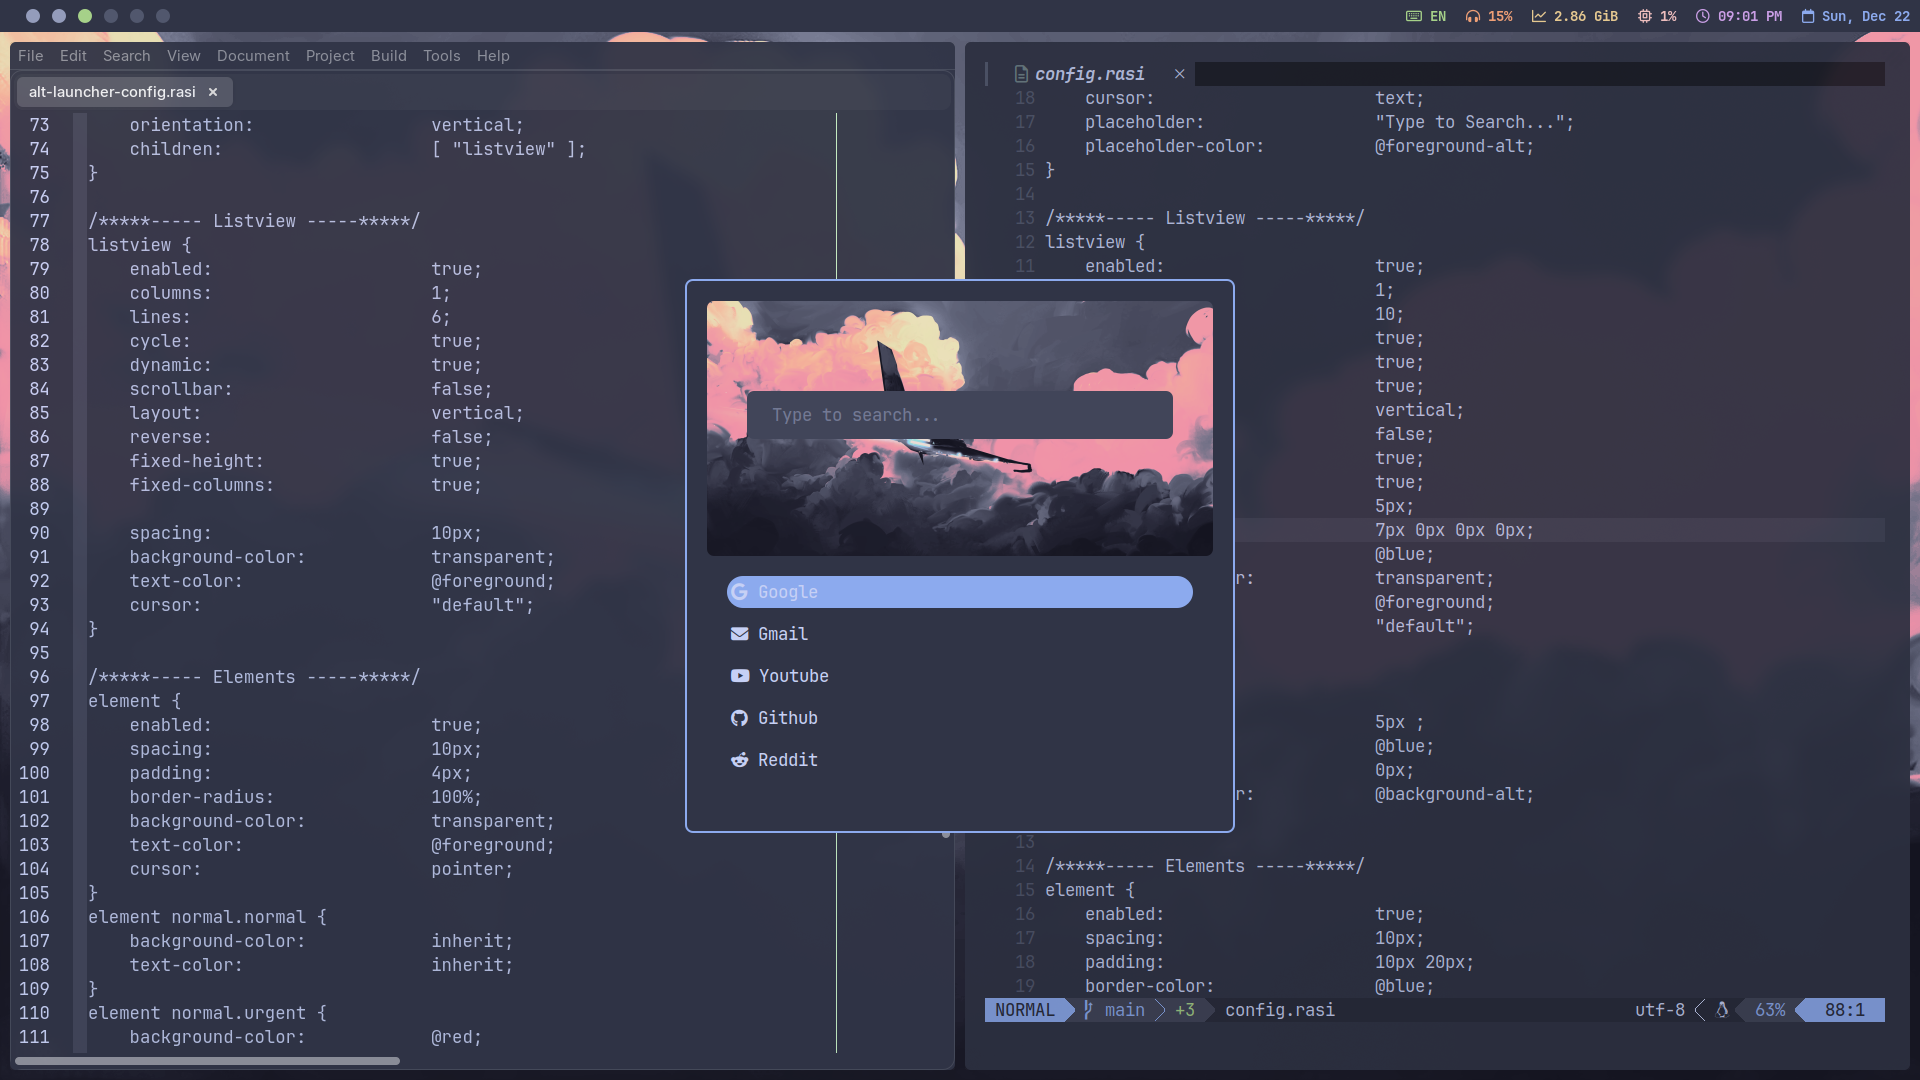 EN 15% 2.86 GiB 1% 09:01 PM Sun, Dec 22
File Edit Search View Document Project Build Tools Help
alt-launcher-config.rasi ×
73 orientation: vertical;
74 children: [ "listview" ];
75 }
76
77 /*****----- Listview -----*****/
78 listview {
79 enabled: true;
80 columns: 1;
81 lines: 6;
82 cycle: true;
83 dynamic: true;
84 scrollbar: false;
85 layout: vertical;
86 reverse: false;
87 fixed-height: true;
88 fixed-columns: true;
89
90 spacing: 10px;
91 background-color: transparent;
92 text-color: @foreground;
93 cursor: "default";
94 }
95
96 /*****----- Elements -----*****/
97 element {
98 enabled: true;
99 spacing: 10px;
100 padding: 4px;
101 border-radius: 100%;
102 background-color: transparent;
103 text-color: @foreground;
104 cursor: pointer;
105 }
106 element normal.normal {
107 background-color: inherit;
108 text-color: inherit;
109 }
110 element normal.urgent {
111 background-color: @red;
Type to search...
Google
Gmail
Youtube
Github
Reddit
config.rasi ×
18 cursor: text;
17 placeholder: "Type to Search...";
16 placeholder-color: @foreground-alt;
15 }
14
13 /*****----- Listview -----*****/
12 listview {
11 enabled: true;
1;
10;
true;
true;
true;
vertical;
false;
true;
true;
5px;
7px 0px 0px 0px;
@blue;
r: transparent;
@foreground;
"default";
5px ;
@blue;
0px;
r: @background-alt;
13
14 /*****----- Elements -----*****/
15 element {
16 enabled: true;
17 spacing: 10px;
18 padding: 10px 20px;
19 border-color: @blue;
NORMAL main +3 config.rasi utf-8 63% 88:1